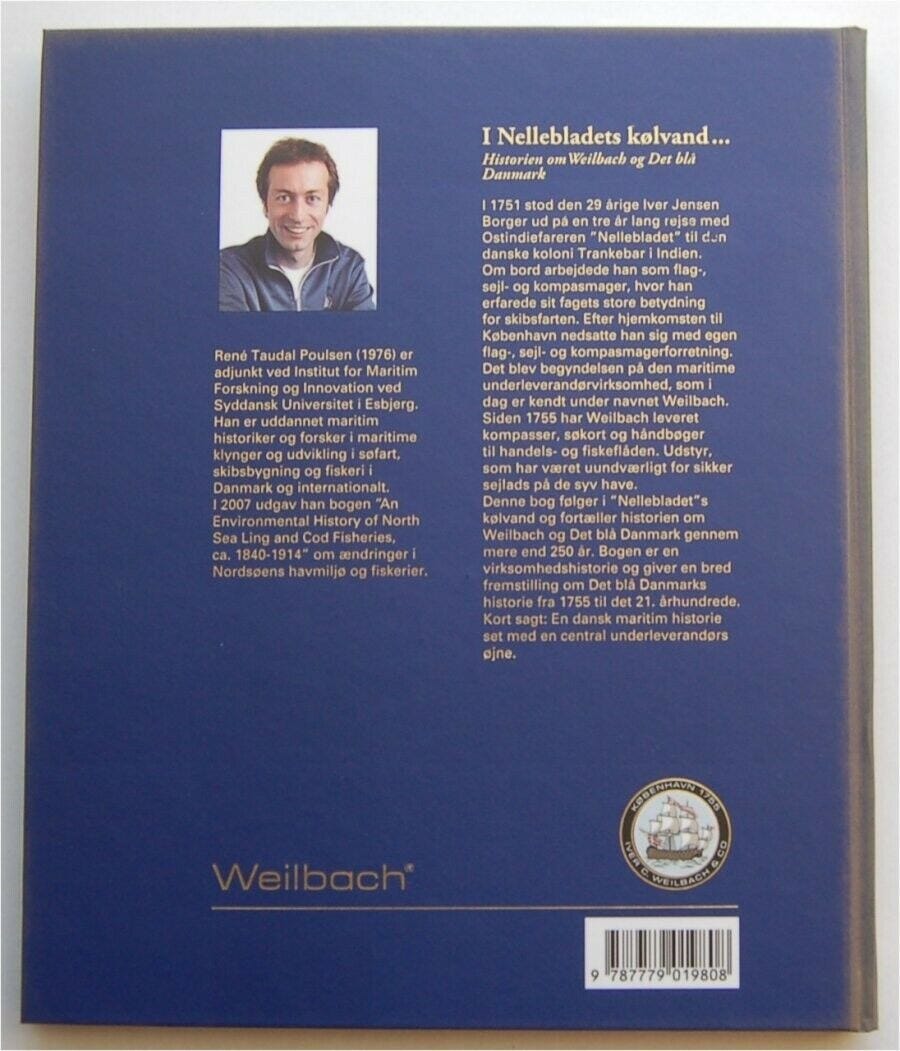 I Nellebladets kølvand...
Historien om Weilbach og Det blå
Danmark
I 1751 stod den 29 årige Iver Jensen
Borger ud på en tre år lang rejse med
Ostindiefareren "Nellebladet" til den
danske koloni Trankebar i Indien.
Om bord arbejdede han som flag-,
sejl- og kompasmager, hvor han
erfarede sit fagets store betydning
for skibsfarten. Efter hjemkomsten til
København nedsatte han sig med egen
flag-, sejl- og kompasmagerforretning.
Det blev begyndelsen på den maritime
underleverandørvirksomhed, som i
dag er kendt under navnet Weilbach.
Siden 1755 har Weilbach leveret
kompasser, søkort og håndbøger
til handels- og fiskeflåden. Udstyr,
som har været uundværligt for sikker
sejlads på de syv have.
Denne bog følger i "Nellebladet"s
kølvand og fortæller historien om
Weilbach og Det blå Danmark gennem
mere end 250 år. Bogen er en
virksomhedshistorie og giver en bred
fremstilling om Det blå Danmarks
historie fra 1755 til det 21. århundrede.
Kort sagt: En dansk maritim historie
set med en central underleverandørs
øjne.
René Taudal Poulsen (1976) er
adjunkt ved Institut for Maritim
Forskning og Innovation ved
Syddansk Universitet i Esbjerg.
Han er uddannet maritim
historiker og forsker i maritime
klynger og udvikling i søfart,
skibsbygning og fiskeri i
Danmark og internationalt.
I 2007 udgav han bogen "An
Environmental History of North
Sea Ling and Cod Fisheries,
ca. 1840-1914" om ændringer i
Nordsøens havmiljø og fiskerier.
KØBENHAVN 1755
IVER C. WEILBACH & CO
Weilbach®
9 787779 019808